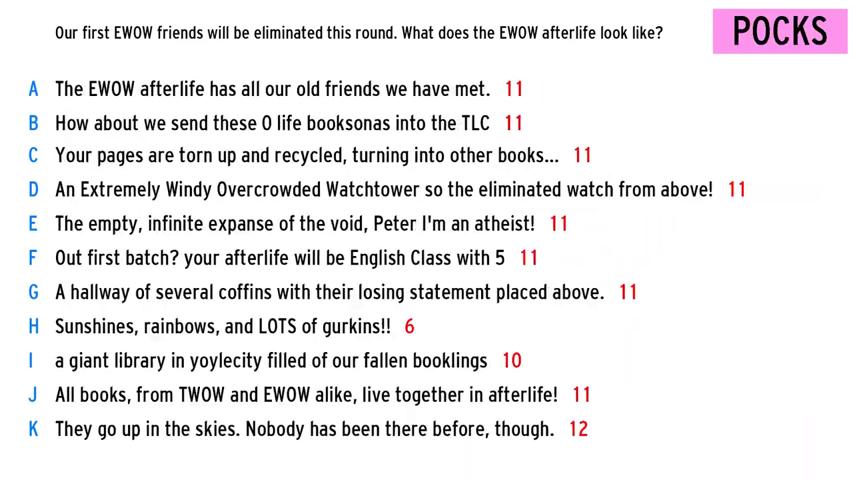 Our first EWOW friends will be eliminated this round. What does the EWOW afterlife look like?
POCKS
A The EWOW afterlife has all our old friends we have met. 11
B How about we send these 0 life booksonas into the TLC 11
C Your pages are torn up and recycled, turning into other books... 11
D An Extremely Windy Overcrowded Watchtower so the eliminated watch from above! 11
E The empty, infinite expanse of the void, Peter I'm an atheist! 11
F Out first batch? your afterlife will be English Class with 5 11
G A hallway of several coffins with their losing statement placed above. 11
H Sunshines, rainbows, and LOTS of gurkins!! 6
I a giant library in yoylecity filled of our fallen booklings 10
J All books, from TWOW and EWOW alike, live together in afterlife! 11
K They go up in the skies. Nobody has been there before, though. 12